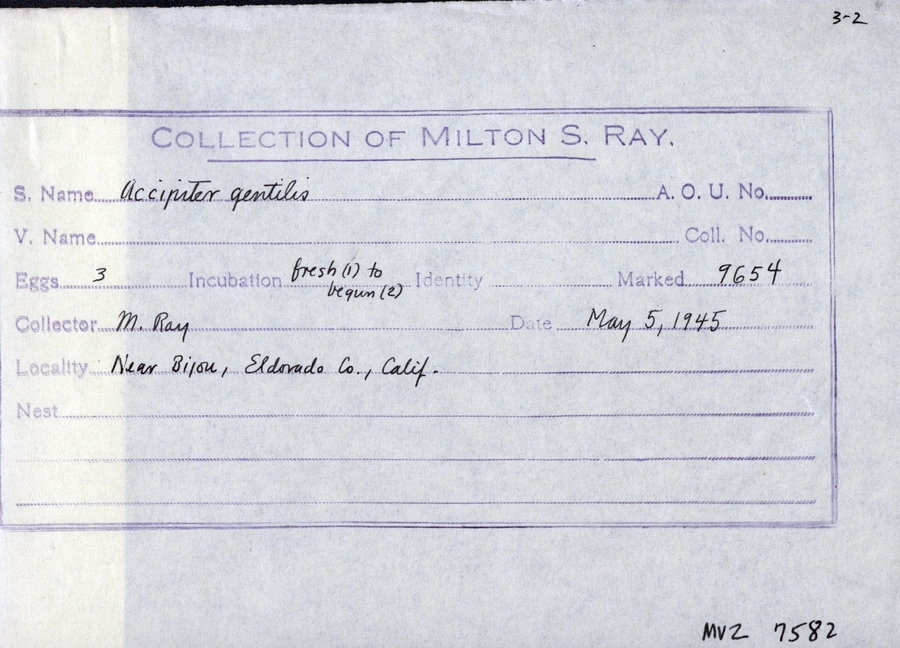 3-2
COLLECTION OF MILTON S. RAY.
S. Name Accipiter gentilis A. O. U. No.
V. Name Coll. No.
Eggs 3 Incubation fresh (1) to begun (2) Identity Marked 9654
Collector M. Ray Date May 5, 1945
Locality Near Bijou, Eldorado Co., Calif.
Nest
MVZ 7582